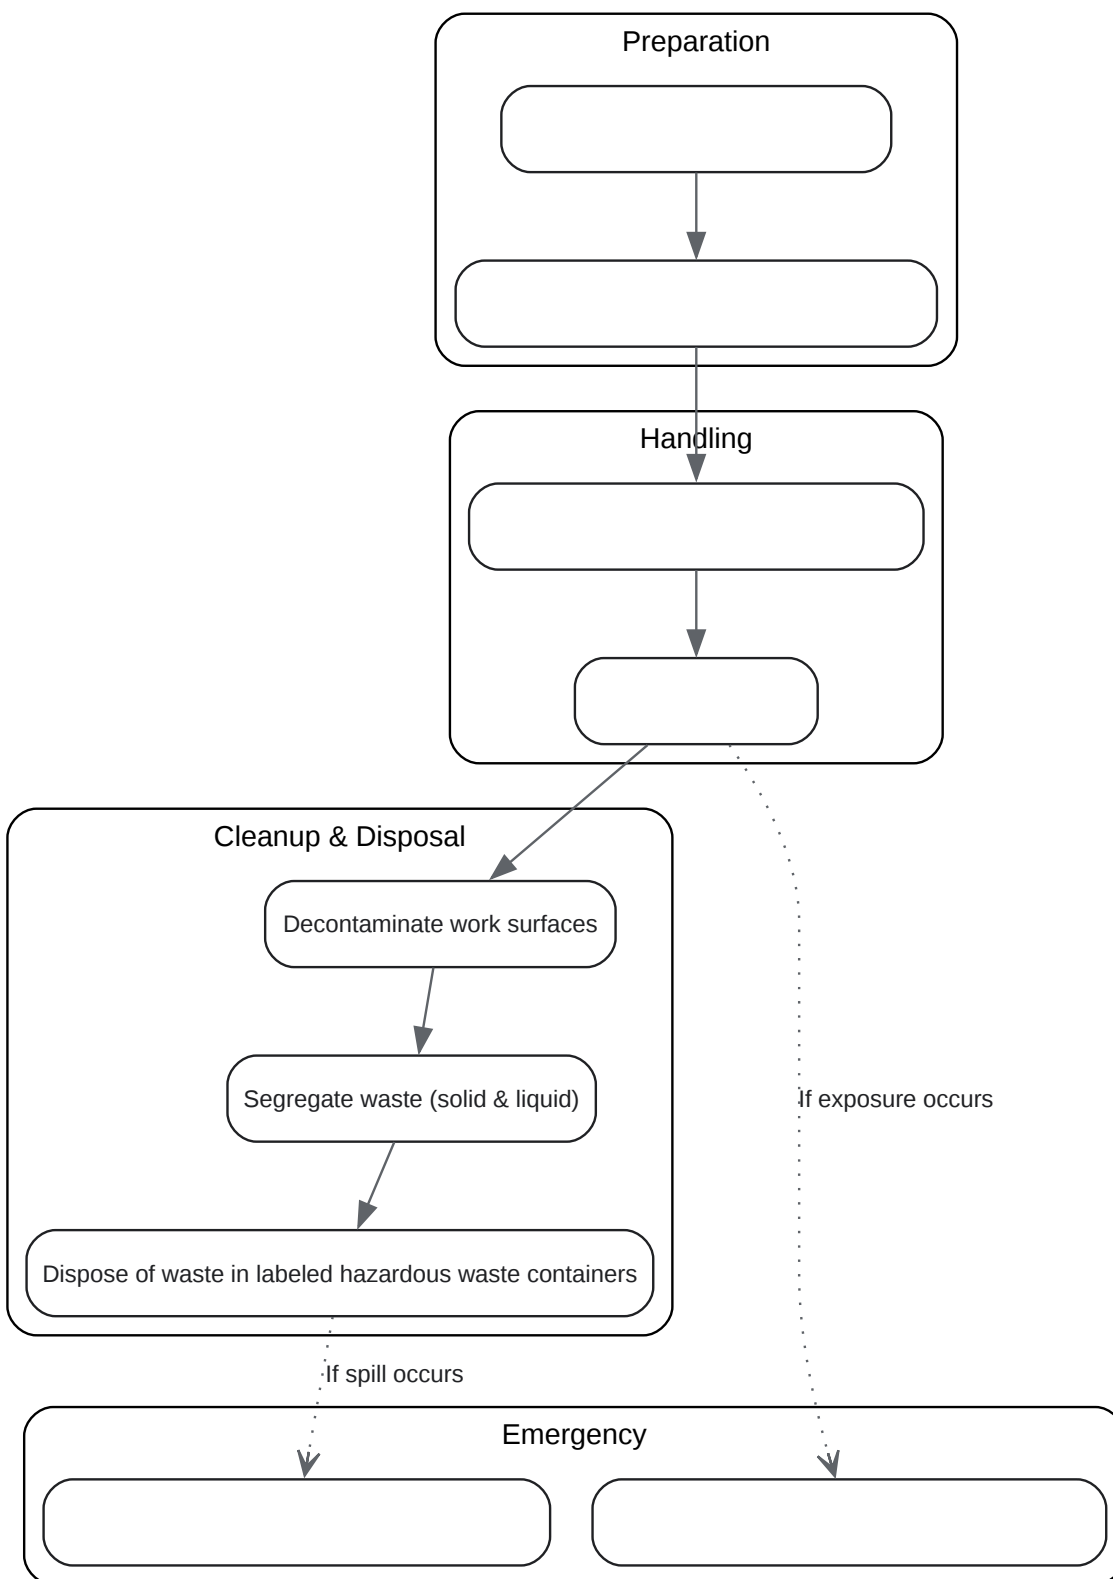 Preparation
Handling
Cleanup & Disposal
Decontaminate work surfaces
Segregate waste (solid & liquid)
If exposure occurs
Dispose of waste in labeled hazardous waste containers
If spill occurs
Emergency